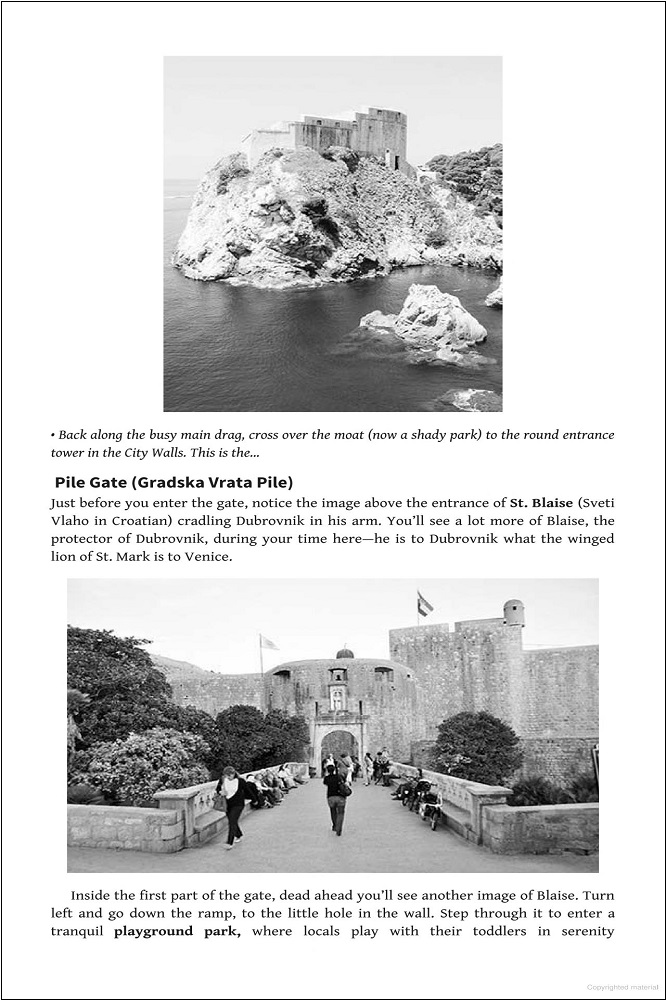 • Back along the busy main drag, cross over the moat (now a shady park) to the round entrance
tower in the City Walls. This is the...
Pile Gate (Gradska Vrata Pile)
Just before you enter the gate, notice the image above the entrance of St. Blaise (Sveti
Vlaho in Croatian) cradling Dubrovnik in his arm. You’ll see a lot more of Blaise, the
protector of Dubrovnik, during your time here—he is to Dubrovnik what the winged
lion of St. Mark is to Venice.
Inside the first part of the gate, dead ahead you’ll see another image of Blaise. Turn
left and go down the ramp, to the little hole in the wall. Step through it to enter a
tranquil playground park, where locals play with their toddlers in serenity
Copyrighted material